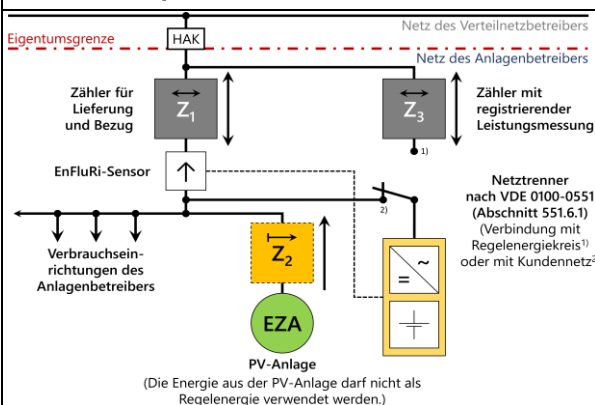 Netz des Verteilnetzbetreibers
HAK
Eigentumsgrenze
Netz des Anlagenbetreibers
Zähler für
Lieferung
und Bezug
Z1
Z3
Zähler mit
registrierender
Leistungsmessung
1)
EnFluRi-Sensor
2)
Netztrenner
nach VDE 0100-0551
(Abschnitt 551.6.1)
(Verbindung mit
Regelenergiekreis1)
oder mit Kundennetz2
Verbrauchsein-
richtungen des
Anlagenbetreibers
Z2
~
=
EZA
PV-Anlage
(Die Energie aus der PV-Anlage darf nicht als
Regelenergie verwendet werden.)